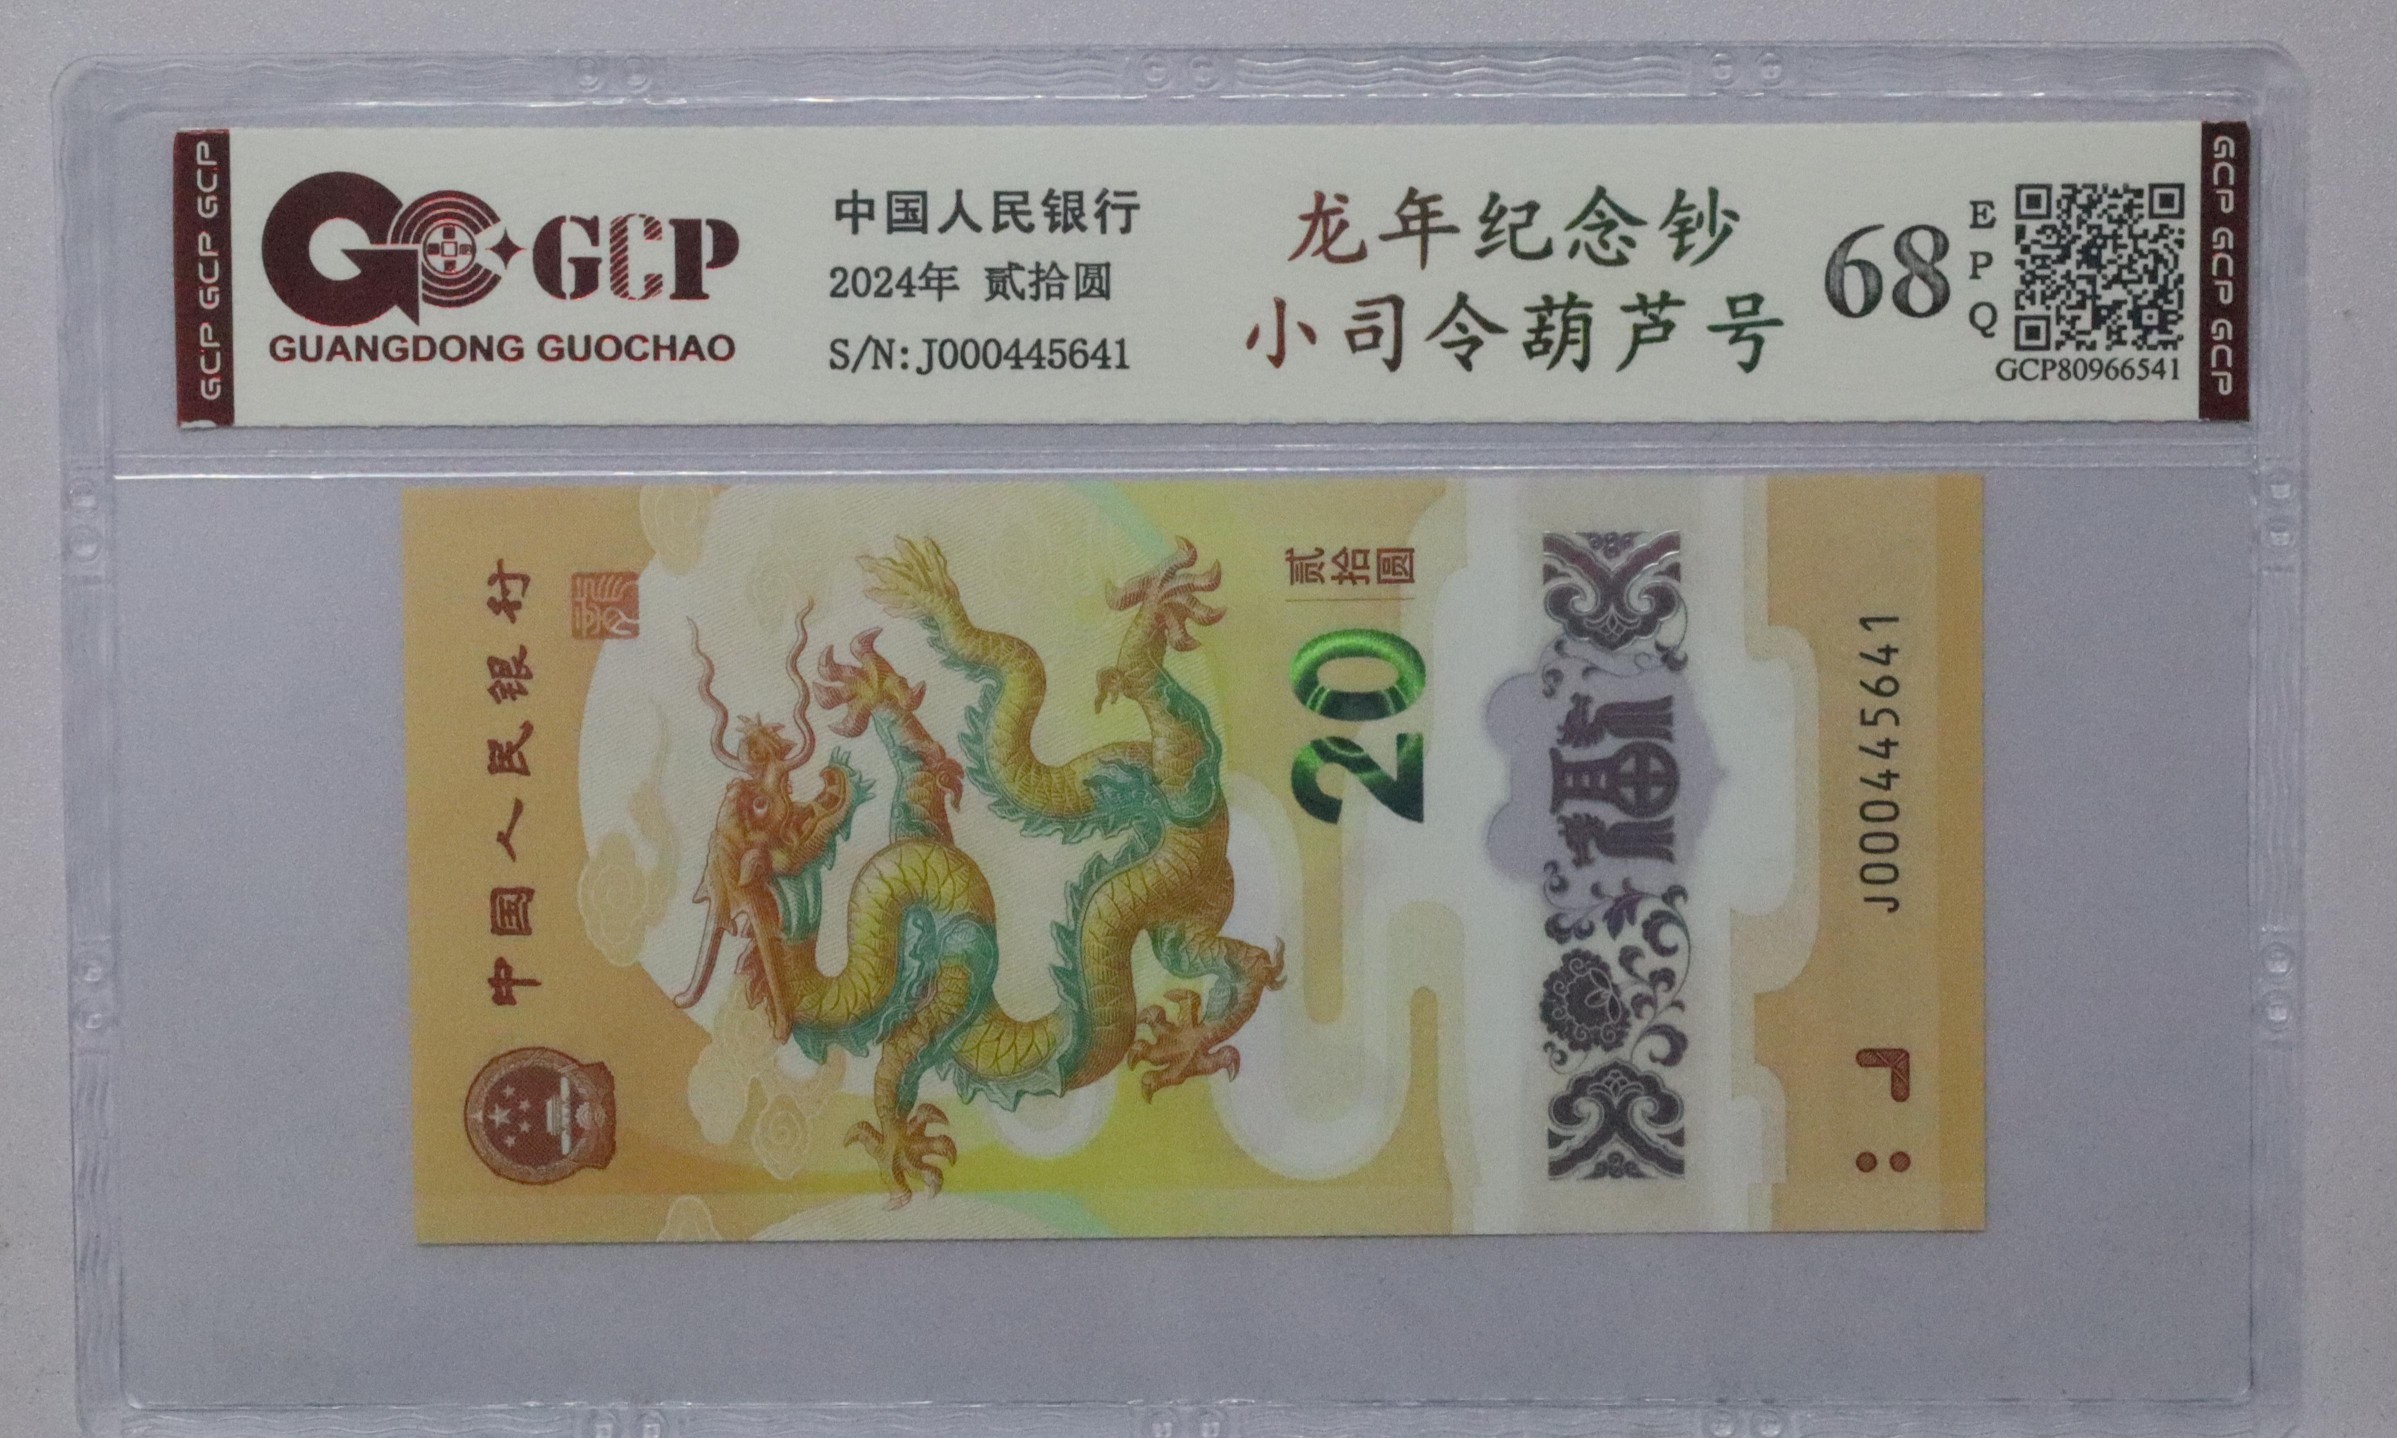 GCP GCP GCP
GCP
GUANGDONG GUOCHAO
中国人民银行
2024年 贰拾圆
S/N:J000445641
龙年纪念钞
小司令葫芦号
68
EPQ
GCP80966541
GCP GCP GCP
中国人民银行
贰拾圆
20
J000445641